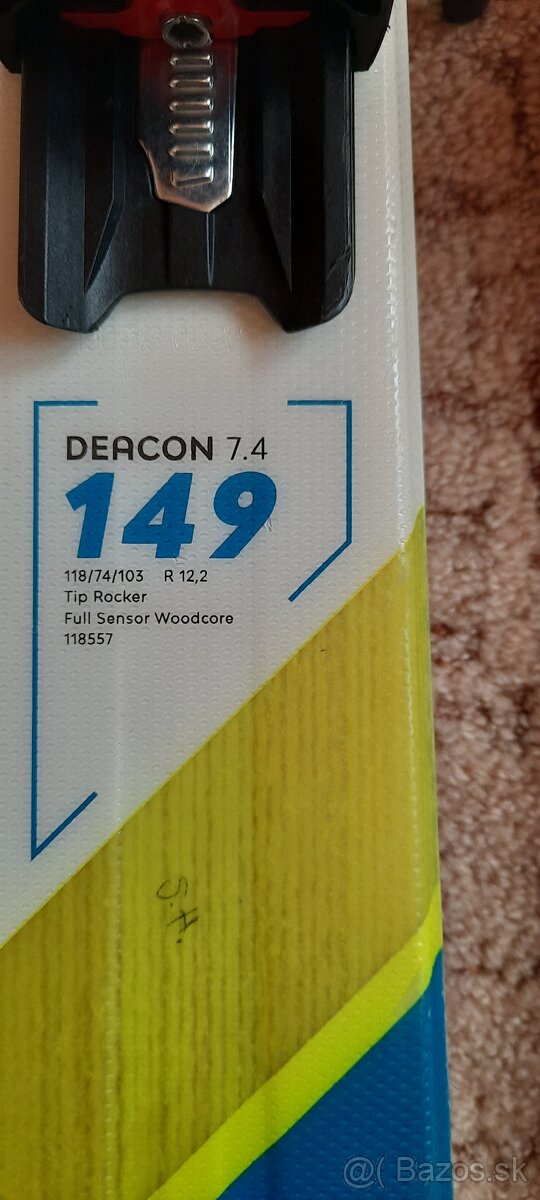 DEACON 7.4
149
118/74/103 R 12,2
Tip Rocker
Full Sensor Woodcore
118557
S.H.
@( Bazos.sk